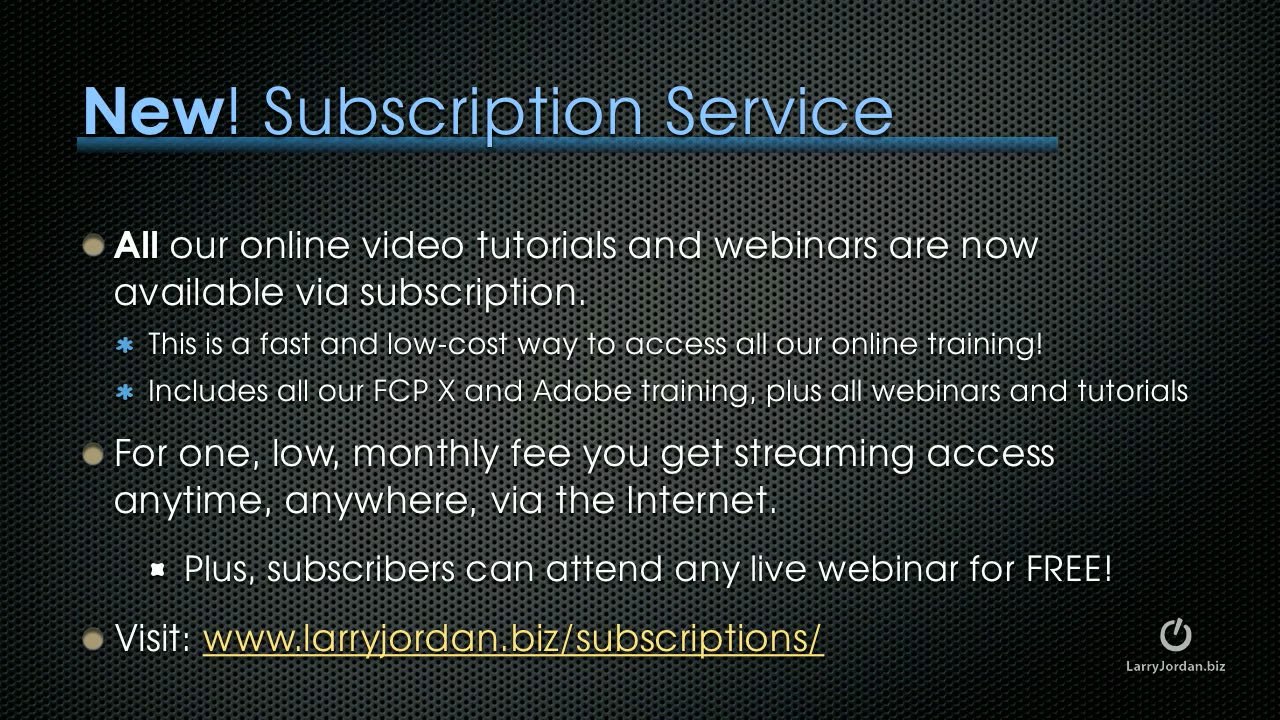 New! Subscription Service
All our online video tutorials and webinars are now
available via subscription.
This is a fast and low-cost way to access all our online training!
Includes all our FCP X and Adobe training, plus all webinars and tutorials
For one, low, monthly fee you get streaming access
anytime, anywhere, via the Internet.
Plus, subscribers can attend any live webinar for FREE!
Visit: www.larryjordan.biz/subscriptions/
LarryJordan.biz